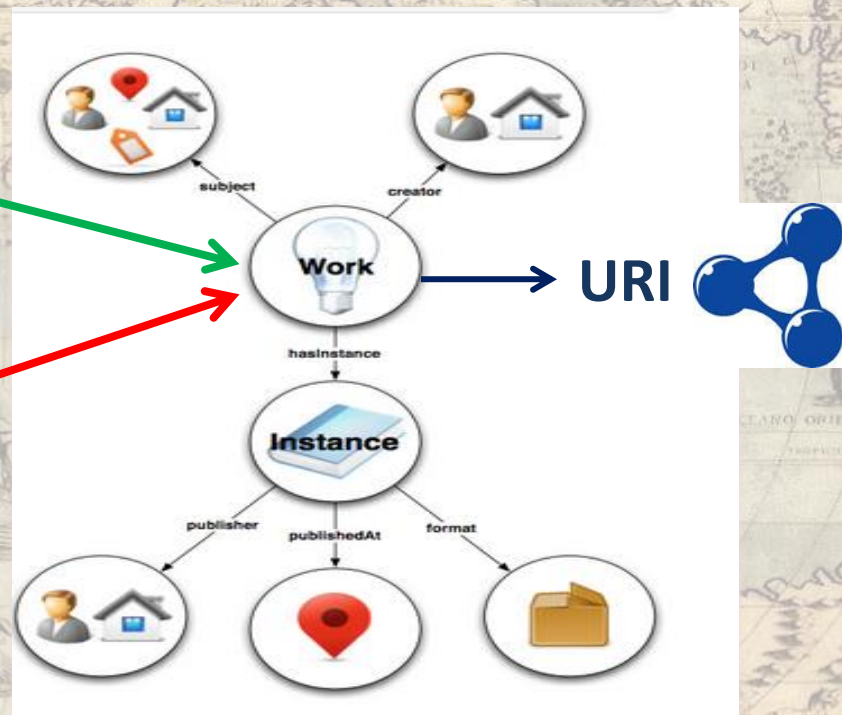 subject
creator
Work
URI
hasInstance
Instance
publisher
publishedAt
format